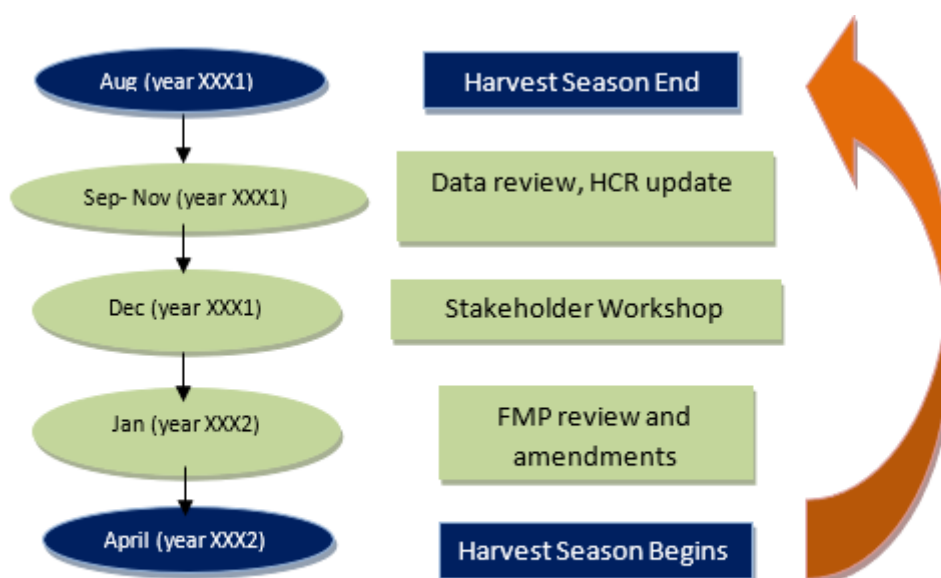 Aug (year XXX1)
Harvest Season End
Sep- Nov (year XXX1)
Data review, HCR update
Dec (year XXX1)
Stakeholder Workshop
Jan (year XXX2)
FMP review and
amendments
April (year XXX2)
Harvest Season Begins